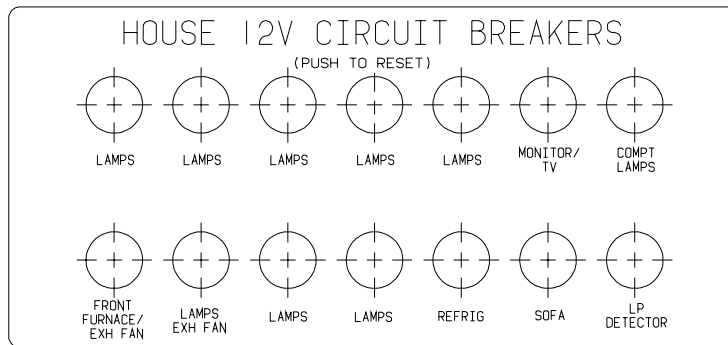 HOUSE 12V CIRCUIT BREAKERS
(PUSH TO RESET)
LAMPS
LAMPS
LAMPS
LAMPS
LAMPS
MONITOR/
TV
COMPT
LAMPS
FRONT
FURNACE/
EXH FAN
LAMPS
EXH FAN
LAMPS
LAMPS
REFRIG
SOFA
LP
DETECTOR